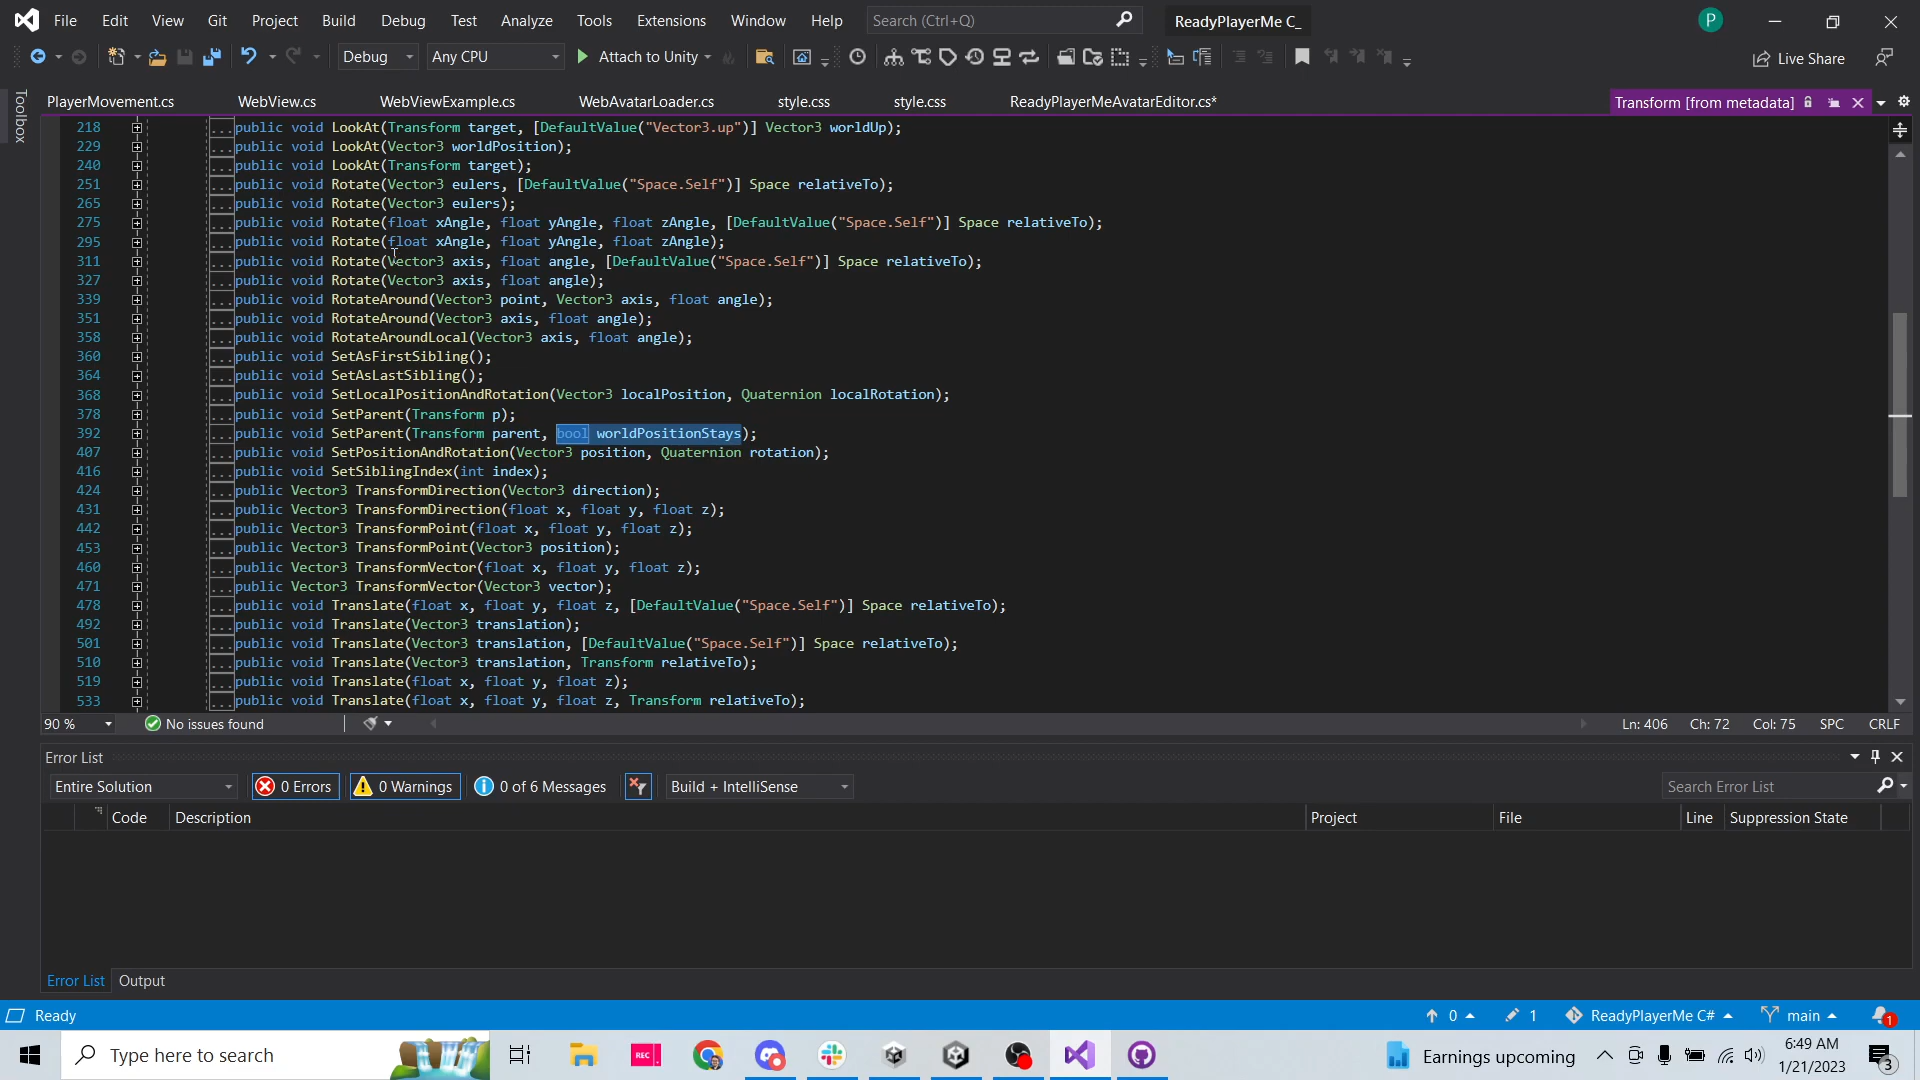 File Edit View Git Project Build Debug Test Analyze Tools Extensions Window Help Search (Ctrl+Q) ReadyPlayerMe C_ P
Debug Any CPU Attach to Unity Live Share
Toolbox
PlayerMovement.cs WebView.cs WebViewExample.cs WebAvatarLoader.cs style.css style.css ReadyPlayerMeAvatarEditor.cs* Transform [from metadata]
218 ...public void LookAt(Transform target, [DefaultValue("Vector3.up")] Vector3 worldUp);
229 ...public void LookAt(Vector3 worldPosition);
240 ...public void LookAt(Transform target);
251 ...public void Rotate(Vector3 eulers, [DefaultValue("Space.Self")] Space relativeTo);
265 ...public void Rotate(Vector3 eulers);
275 ...public void Rotate(float xAngle, float yAngle, float zAngle, [DefaultValue("Space.Self")] Space relativeTo);
295 ...public void Rotate(float xAngle, float yAngle, float zAngle);
311 ...public void Rotate(Vector3 axis, float angle, [DefaultValue("Space.Self")] Space relativeTo);
327 ...public void Rotate(Vector3 axis, float angle);
339 ...public void RotateAround(Vector3 point, Vector3 axis, float angle);
351 ...public void RotateAround(Vector3 axis, float angle);
358 ...public void RotateAroundLocal(Vector3 axis, float angle);
360 ...public void SetAsFirstSibling();
364 ...public void SetAsLastSibling();
368 ...public void SetLocalPositionAndRotation(Vector3 localPosition, Quaternion localRotation);
378 ...public void SetParent(Transform p);
392 ...public void SetParent(Transform parent, bool worldPositionStays);
407 ...public void SetPositionAndRotation(Vector3 position, Quaternion rotation);
416 ...public void SetSiblingIndex(int index);
424 ...public Vector3 TransformDirection(Vector3 direction);
431 ...public Vector3 TransformDirection(float x, float y, float z);
442 ...public Vector3 TransformPoint(float x, float y, float z);
453 ...public Vector3 TransformPoint(Vector3 position);
460 ...public Vector3 TransformVector(float x, float y, float z);
471 ...public Vector3 TransformVector(Vector3 vector);
478 ...public void Translate(float x, float y, float z, [DefaultValue("Space.Self")] Space relativeTo);
492 ...public void Translate(Vector3 translation);
501 ...public void Translate(Vector3 translation, [DefaultValue("Space.Self")] Space relativeTo);
510 ...public void Translate(Vector3 translation, Transform relativeTo);
519 ...public void Translate(float x, float y, float z);
533 ...public void Translate(float x, float y, float z, Transform relativeTo);
90 % No issues found Ln: 406 Ch: 72 Col: 75 SPC CRLF
Error List
Entire Solution 0 Errors 0 Warnings 0 of 6 Messages Build + IntelliSense Search Error List
Code Description Project File Line Suppression State
Error List Output
Ready 0 1 ReadyPlayerMe C# main 1
Type here to search REC Earnings upcoming 6:49 AM
1/21/2023 3